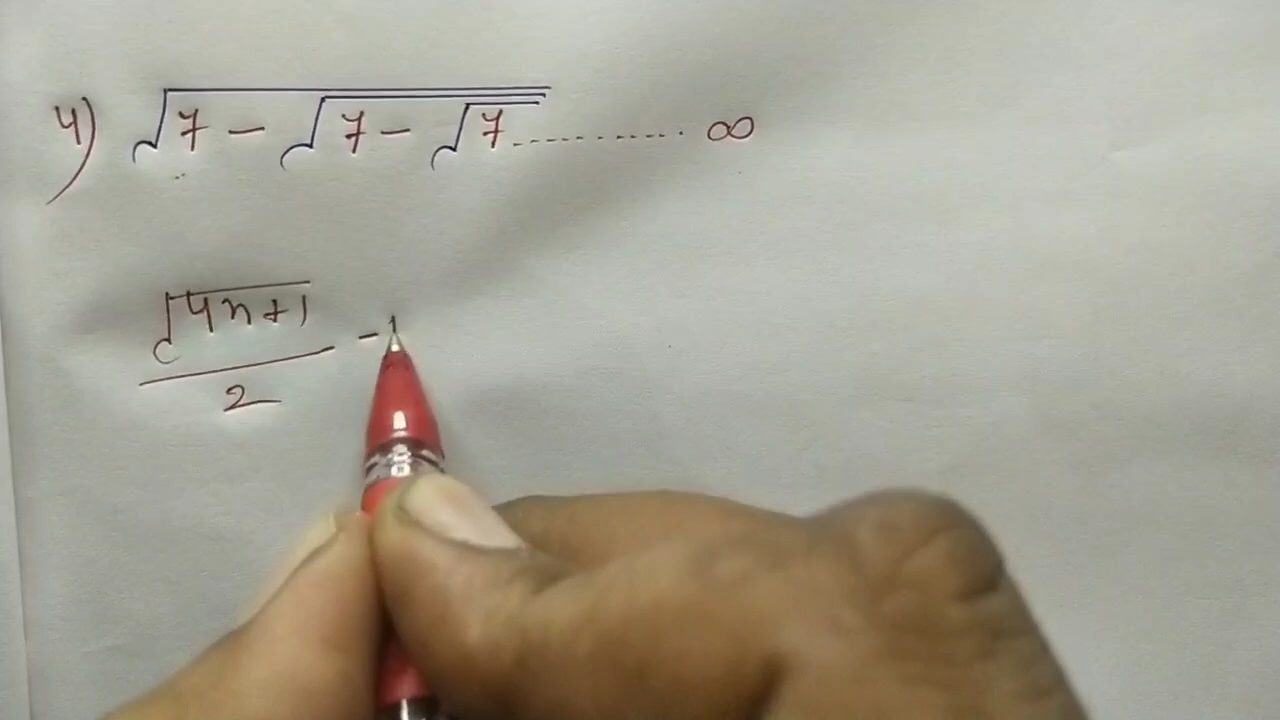 4) √7 - √7 - √7 .......... ∞
√4n+1
2
- 1